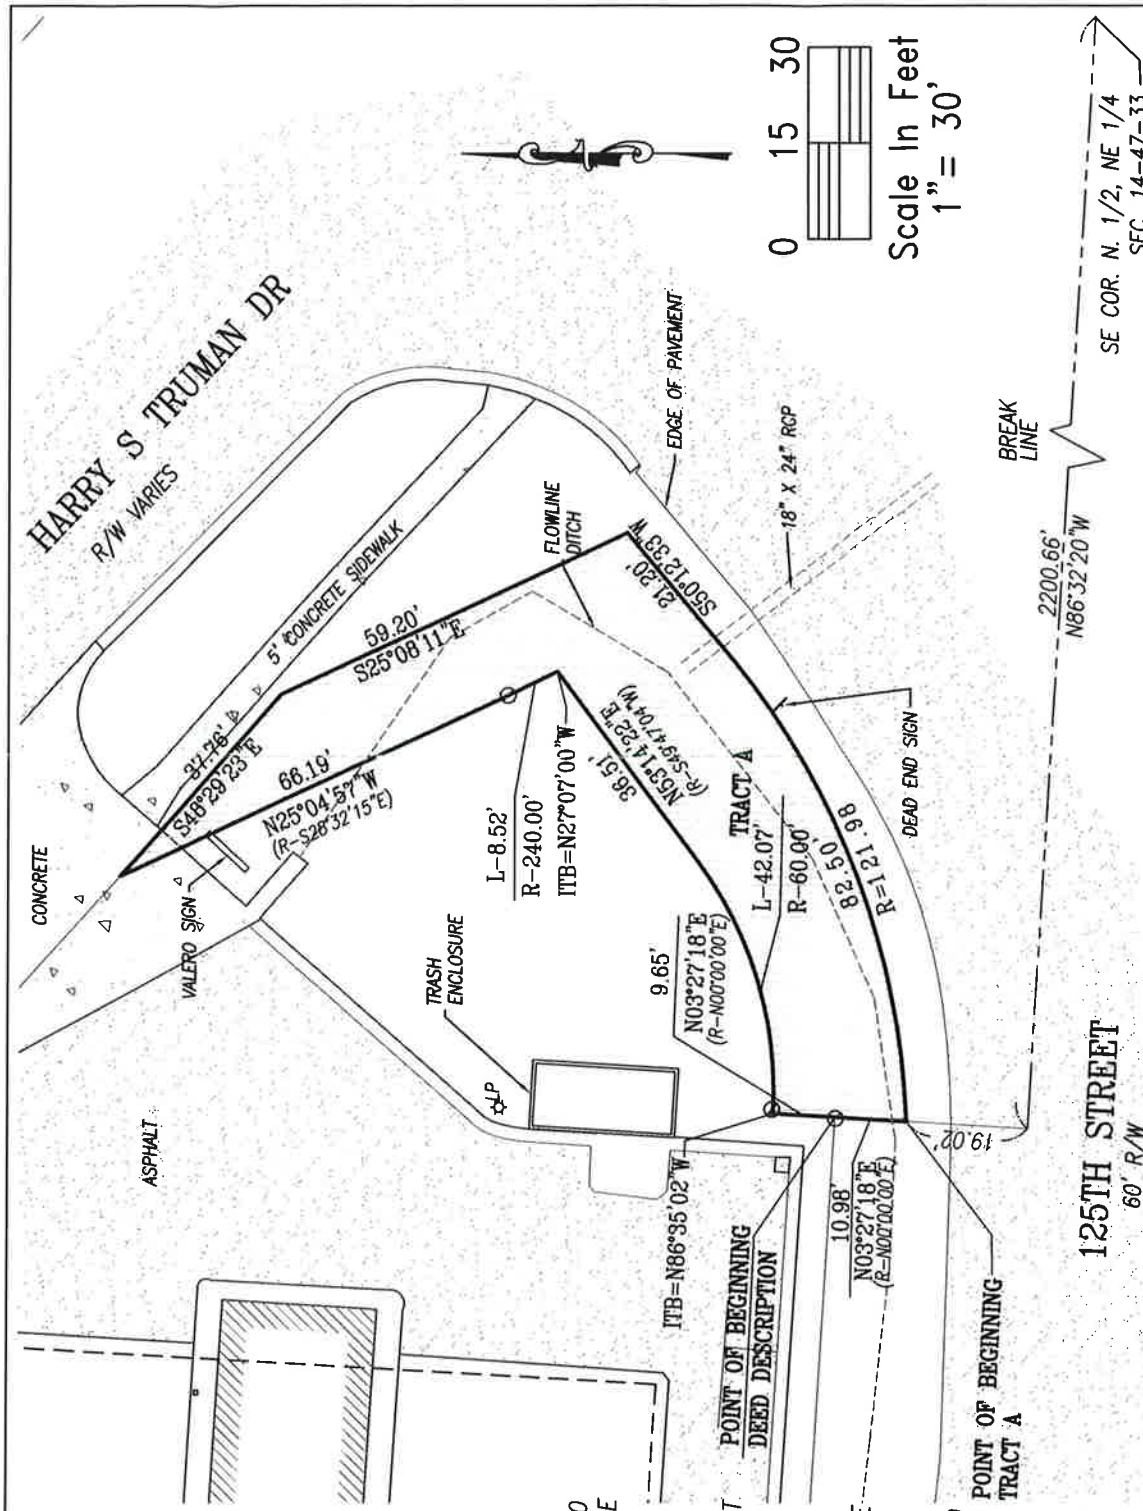 HARRY S TRUMAN DR
R/W VARIES
CONCRETE
5' CONCRETE SIDEWALK
37.76'
S48°29'23"E
59.20'
S25°08'11"E
66.19'
N25°04'57"W
(R-S28°32'15"E)
VALERO SIGN
ASPHALT
TRASH
ENCLOSURE
LP
L-8.52'
R-240.00'
ITB=N27°07'00"W
FLOWLINE
DITCH
EDGE OF PAVEMENT
21.20'
S50°12'33"W
36.51'
N53°14'22"E
(R-S49°47'04"W)
18" X 24" RCP
TRACT A
L-42.07'
R-60.00'
82.50'
R=121.98
DEAD END SIGN
9.65'
N03°27'18"E
(R-N00°00'00"E)
ITB=N86°35'02"W
POINT OF BEGINNING
DEED DESCRIPTION
10.98'
N03°27'18"E
(R-N00°00'00"E)
19.02'
POINT OF BEGINNING
TRACT A
125TH STREET
60' R/W
BREAK
LINE
2200.66'
N86°32'20"W
SE COR. N. 1/2, NE 1/4
SEC. 14-47-33
0 15 30
Scale In Feet
1"= 30'